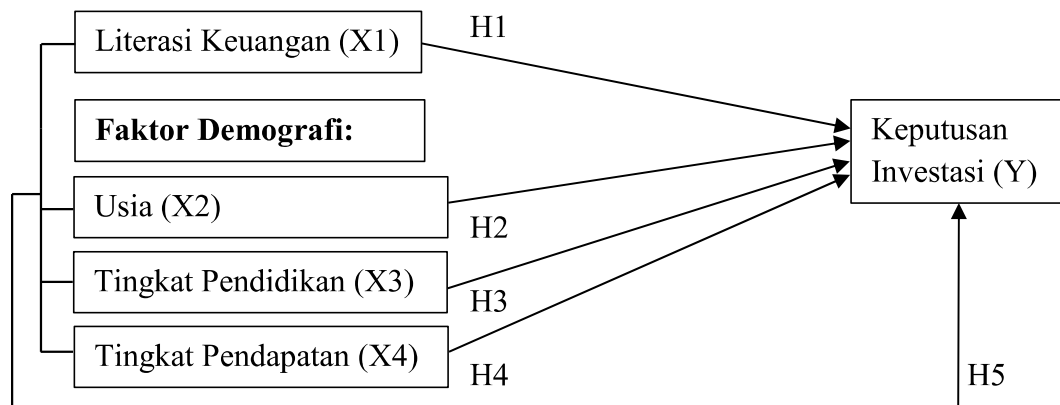 H1
Literasi Keuangan (X1)
Faktor Demografi:
Keputusan
Investasi (Y)
Usia (X2)
H2
Tingkat Pendidikan (X3)
H3
Tingkat Pendapatan (X4)
H4
H5